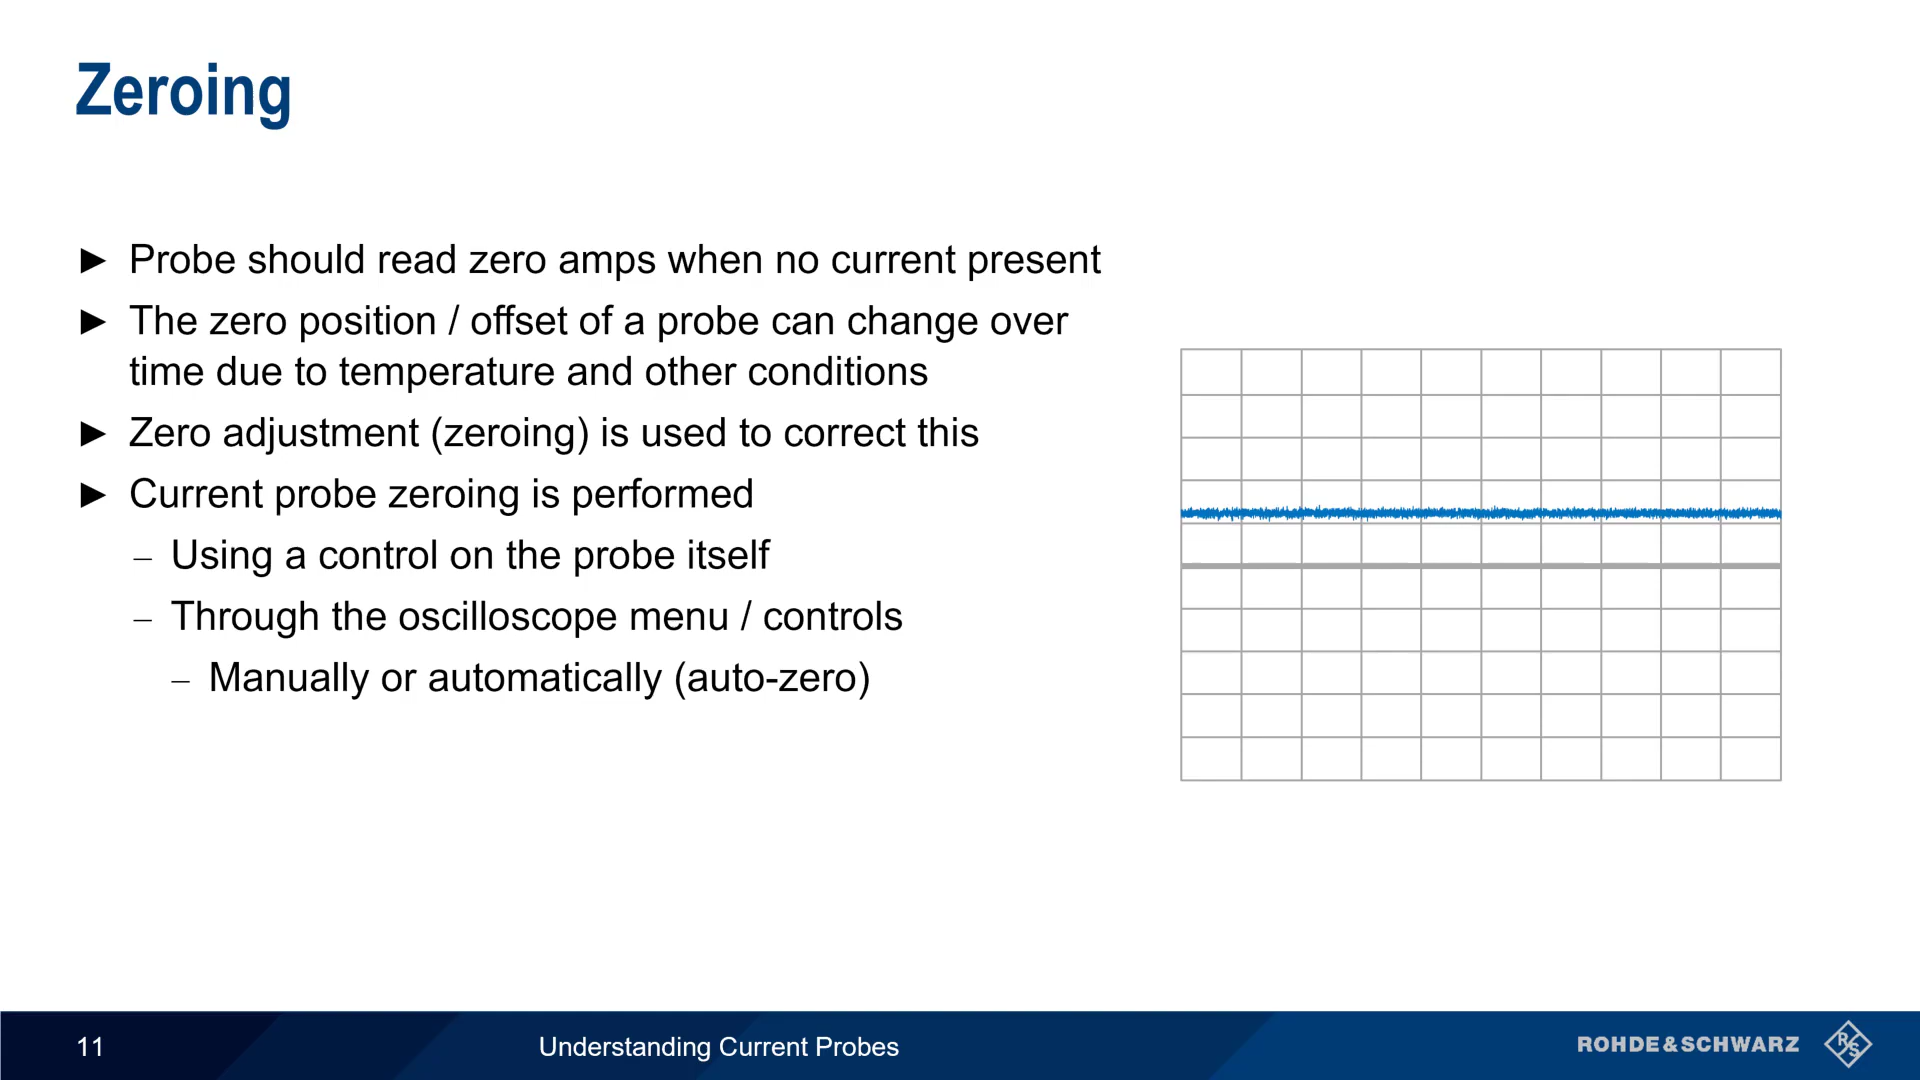 Zeroing
► Probe should read zero amps when no current present
► The zero position / offset of a probe can change over
time due to temperature and other conditions
► Zero adjustment (zeroing) is used to correct this
► Current probe zeroing is performed
– Using a control on the probe itself
– Through the oscilloscope menu / controls
– Manually or automatically (auto-zero)
11
Understanding Current Probes
ROHDE&SCHWARZ
R&S